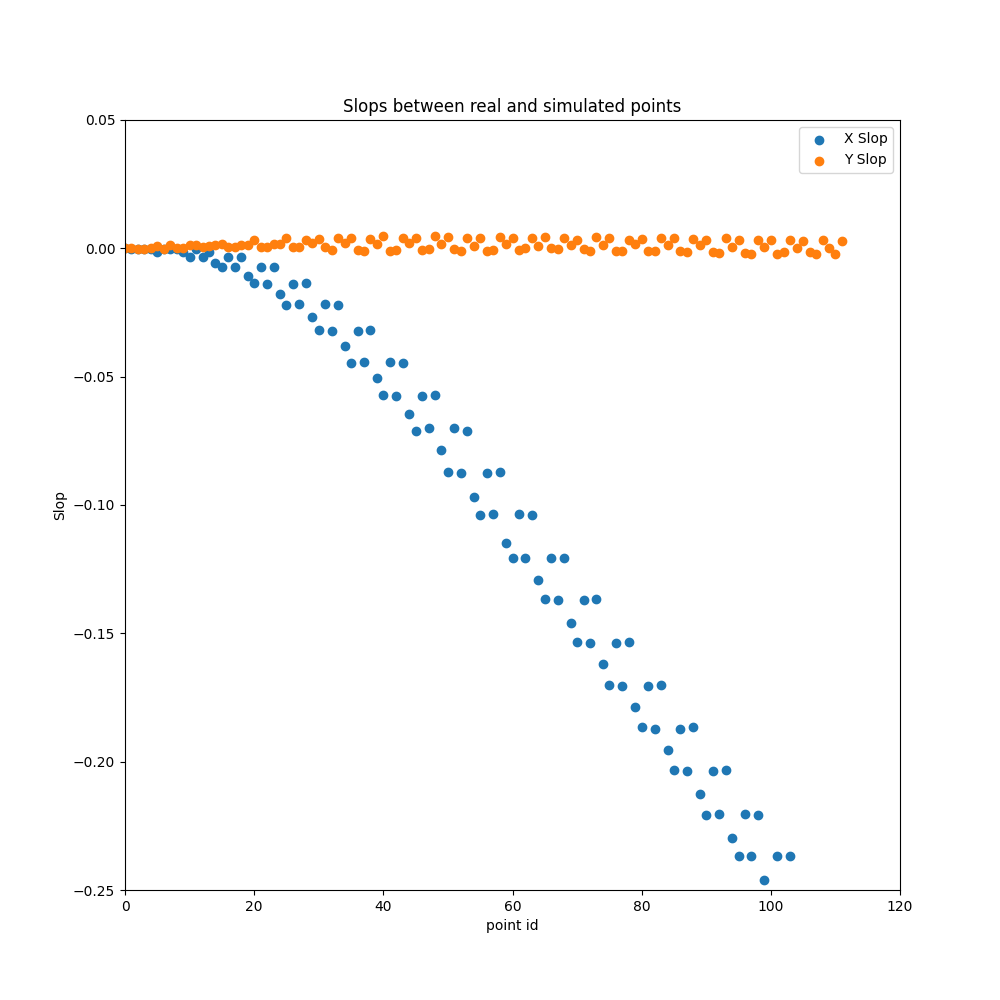 Slops between real and simulated points
X Slop
Y Slop
0.05
0.00
−0.05
−0.10
−0.15
−0.20
−0.25
Slop
0 20 40 60 80 100 120
point id